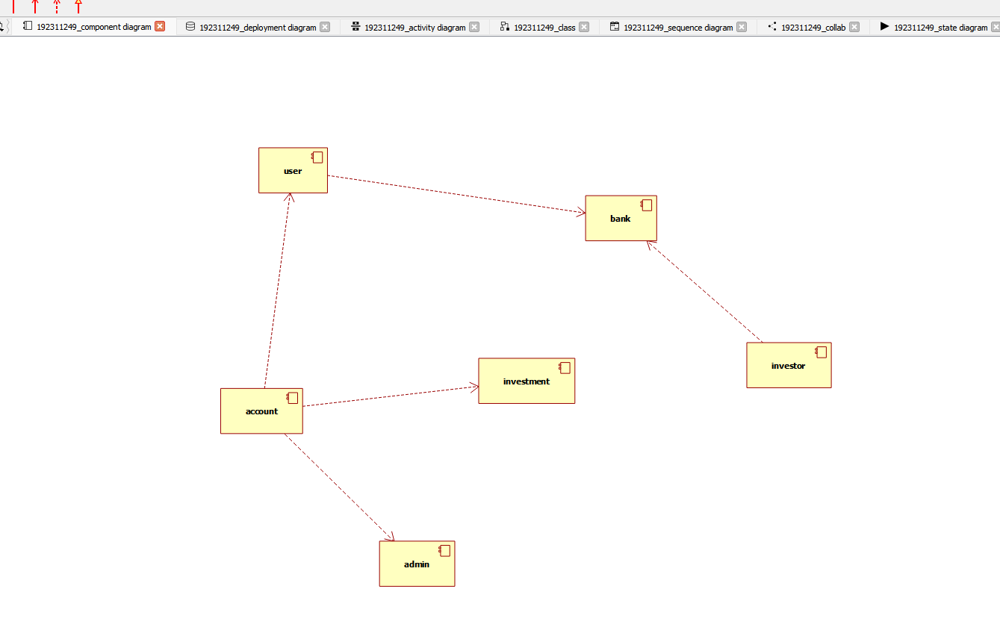 192311249_component diagram
192311249_deployment diagram
192311249_activity diagram
192311249_class
192311249_sequence diagram
192311249_collab
192311249_state diagram
user
bank
investor
investment
account
admin